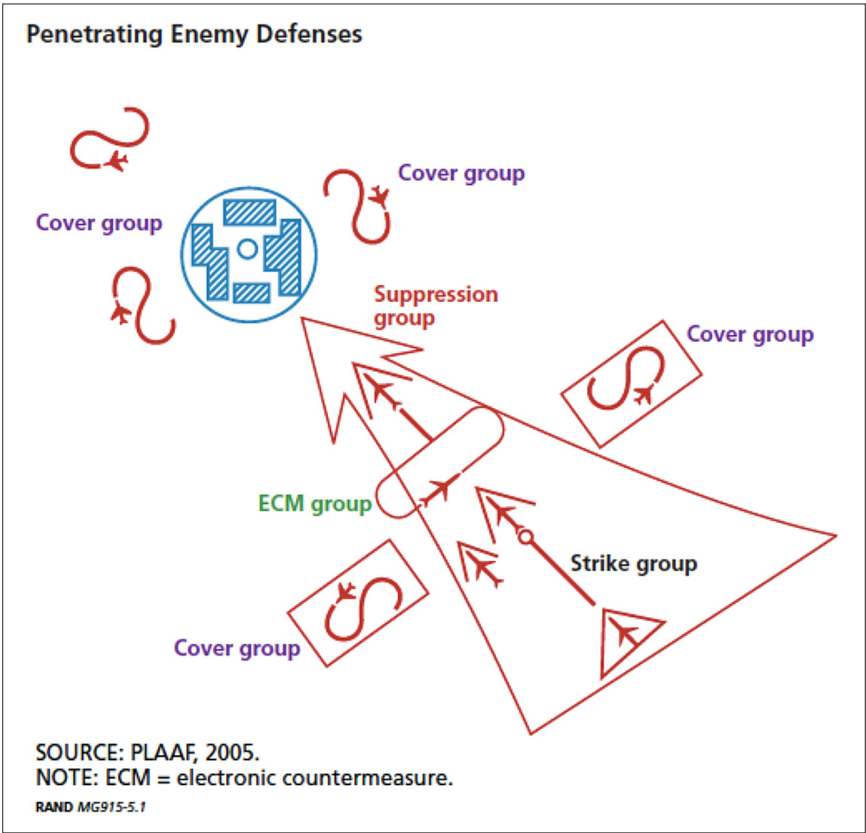 Penetrating Enemy Defenses
Cover group
Cover group
Suppression
group
Cover group
ECM group
Strike group
Cover group
SOURCE: PLAAF, 2005.
NOTE: ECM = electronic countermeasure.
RAND MG915-5.1